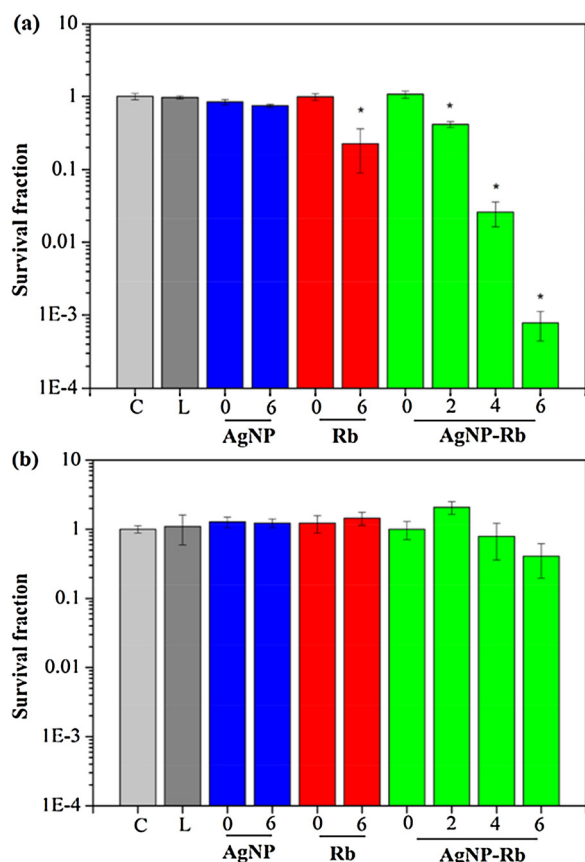 (a)
Survival fraction
10
1
0.1
0.01
1E-3
1E-4
* * * *
C L 0 6 0 6 0 2 4 6
AgNP Rb AgNP-Rb
(b)
Survival fraction
10
1
0.1
0.01
1E-3
1E-4
C L 0 6 0 6 0 2 4 6
AgNP Rb AgNP-Rb